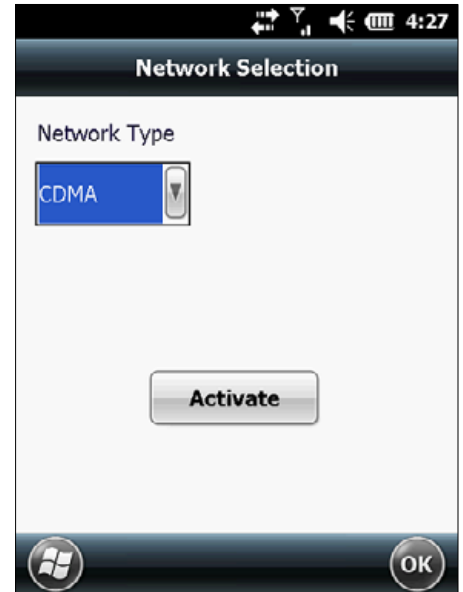 4:27
Network Selection
Network Type
CDMA
Activate
OK